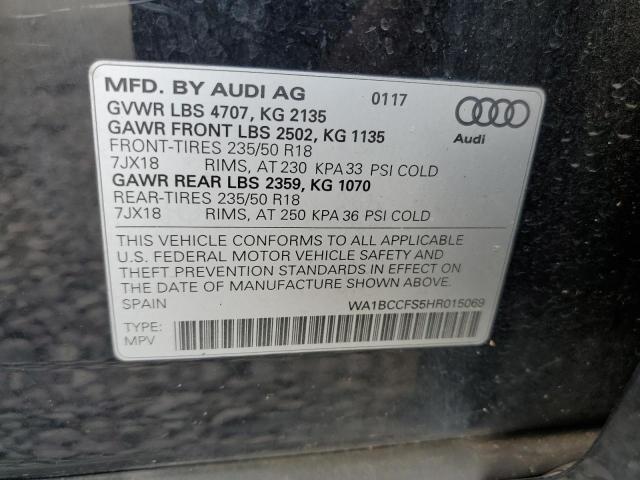 MFD. BY AUDI AG 0117
GVWR LBS 4707, KG 2135
GAWR FRONT LBS 2502, KG 1135
FRONT-TIRES 235/50 R18
7JX18 RIMS, AT 230 KPA 33 PSI COLD
GAWR REAR LBS 2359, KG 1070
REAR-TIRES 235/50 R18
7JX18 RIMS, AT 250 KPA 36 PSI COLD
Audi
THIS VEHICLE CONFORMS TO ALL APPLICABLE
U.S. FEDERAL MOTOR VEHICLE SAFETY AND
THEFT PREVENTION STANDARDS IN EFFECT ON
THE DATE OF MANUFACTURE SHOWN ABOVE.
SPAIN WA1BCCFS5HR015069
TYPE:
MPV